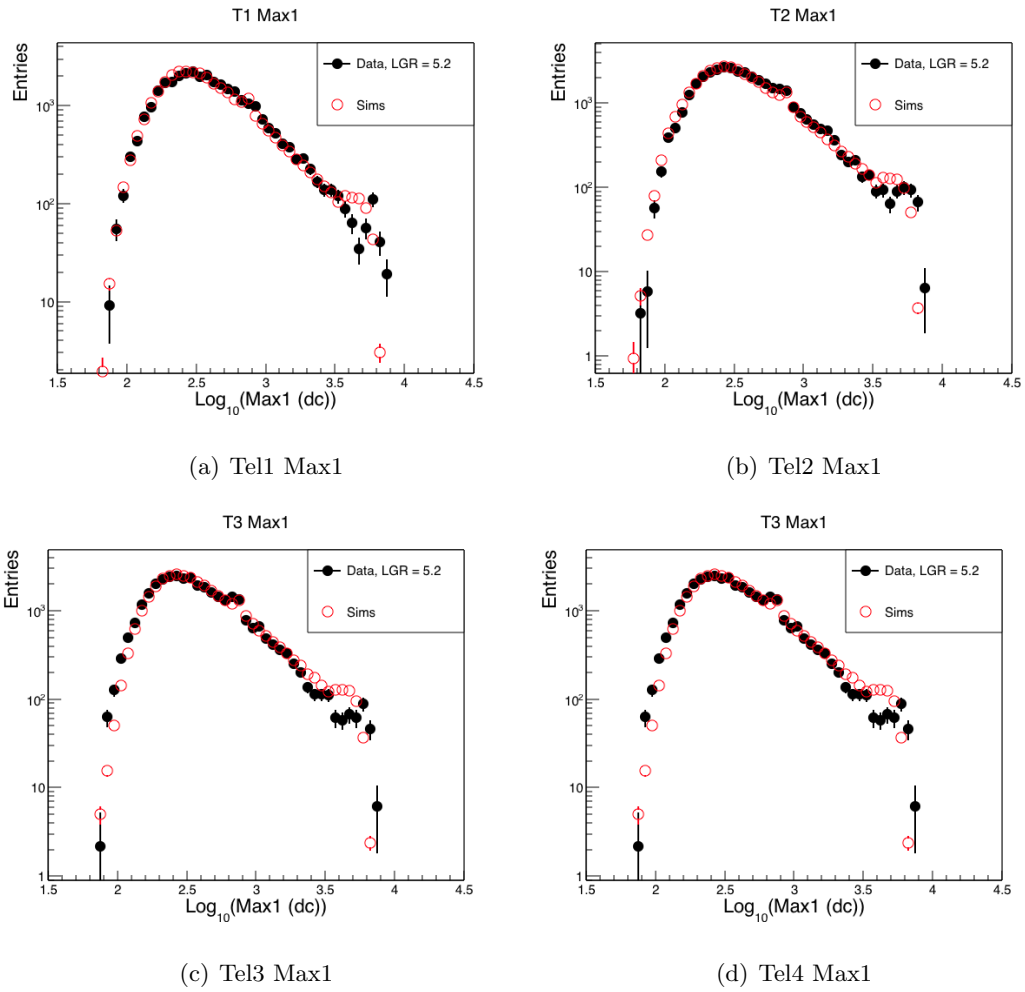 T1 Max1
Entries
Data, LGR = 5.2
Sims
10³
10²
10
1.5 2 2.5 3 3.5 4 4.5
Log₁₀(Max1 (dc))
(a) Tel1 Max1
T2 Max1
Entries
Data, LGR = 5.2
Sims
10³
10²
10
1
1.5 2 2.5 3 3.5 4 4.5
Log₁₀(Max1 (dc))
(b) Tel2 Max1
T3 Max1
Entries
Data, LGR = 5.2
Sims
10³
10²
10
1
1.5 2 2.5 3 3.5 4 4.5
Log₁₀(Max1 (dc))
(c) Tel3 Max1
T3 Max1
Entries
Data, LGR = 5.2
Sims
10³
10²
10
1
1.5 2 2.5 3 3.5 4 4.5
Log₁₀(Max1 (dc))
(d) Tel4 Max1